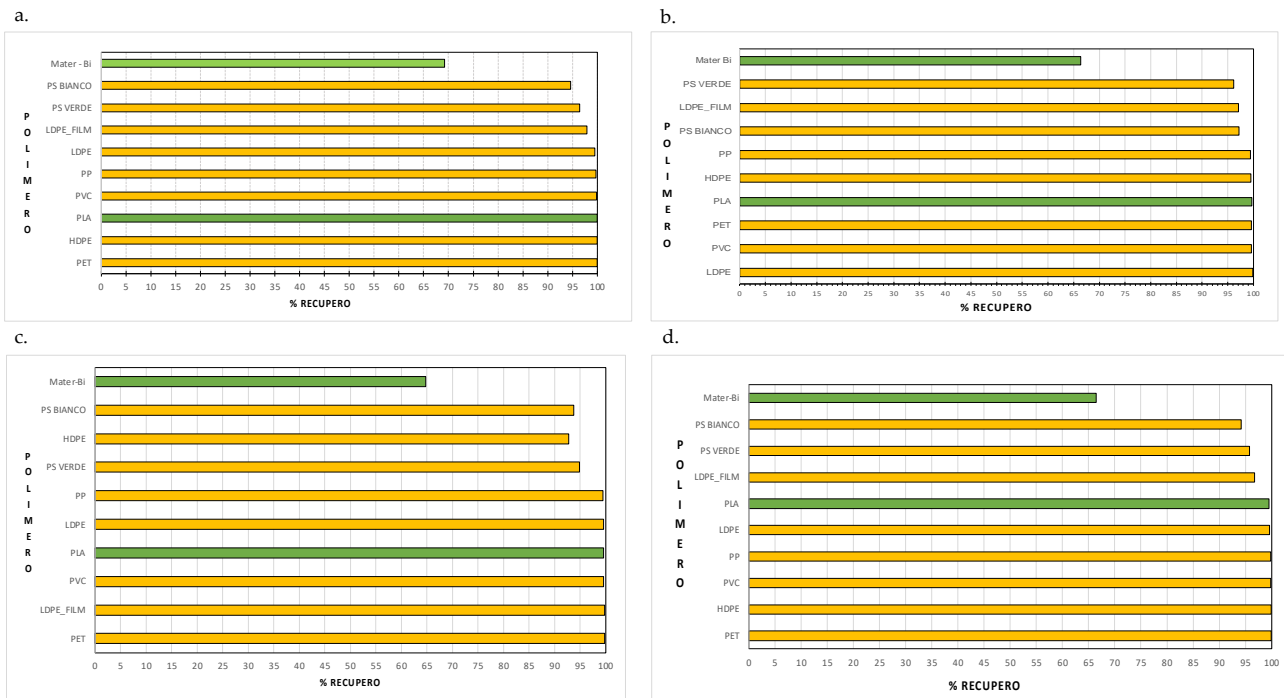 a.
Mater - Bi
PS BIANCO
PS VERDE
LDPE_FILM
LDPE
PP
PVC
PLA
HDPE
PET
POLIMERO
0 5 10 15 20 25 30 35 40 45 50 55 60 65 70 75 80 85 90 95 100
% RECUPERO
b.
Mater Bi
PS VERDE
LDPE_FILM
PS BIANCO
PP
HDPE
PLA
PET
PVC
LDPE
POLIMERO
0 5 10 15 20 25 30 35 40 45 50 55 60 65 70 75 80 85 90 95 100
% RECUPERO
c.
Mater-Bi
PS BIANCO
HDPE
PS VERDE
PP
LDPE
PLA
PVC
LDPE_FILM
PET
POLIMERO
0 5 10 15 20 25 30 35 40 45 50 55 60 65 70 75 80 85 90 95 100
% RECUPERO
d.
Mater-Bi
PS BIANCO
PS VERDE
LDPE_FILM
PLA
LDPE
PP
PVC
HDPE
PET
POLIMERO
0 5 10 15 20 25 30 35 40 45 50 55 60 65 70 75 80 85 90 95 100
% RECUPERO